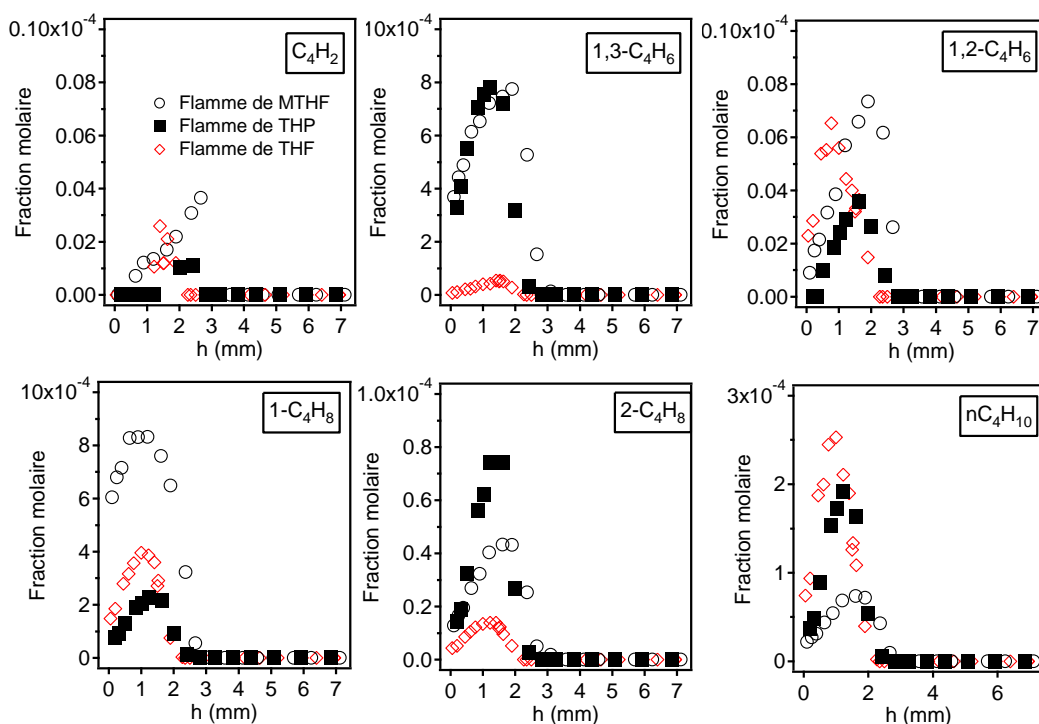 0.10x10-4
C4H2
Flamme de MTHF
Flamme de THP
Flamme de THF
Fraction molaire
0.08
0.06
0.04
0.02
0.00
0 1 2 3 4 5 6 7
h (mm)
10x10-4
1,3-C4H6
Fraction molaire
8
6
4
2
0
0 1 2 3 4 5 6 7
h (mm)
0.10x10-4
1,2-C4H6
Fraction molaire
0.08
0.06
0.04
0.02
0.00
0 1 2 3 4 5 6 7
h (mm)
10x10-4
1-C4H8
Fraction molaire
8
6
4
2
0
0 1 2 3 4 5 6 7
h (mm)
1.0x10-4
2-C4H8
Fraction molaire
0.8
0.6
0.4
0.2
0.0
0 1 2 3 4 5 6 7
h (mm)
3x10-4
nC4H10
Fraction molaire
2
1
0
0 2 4 6
h (mm)